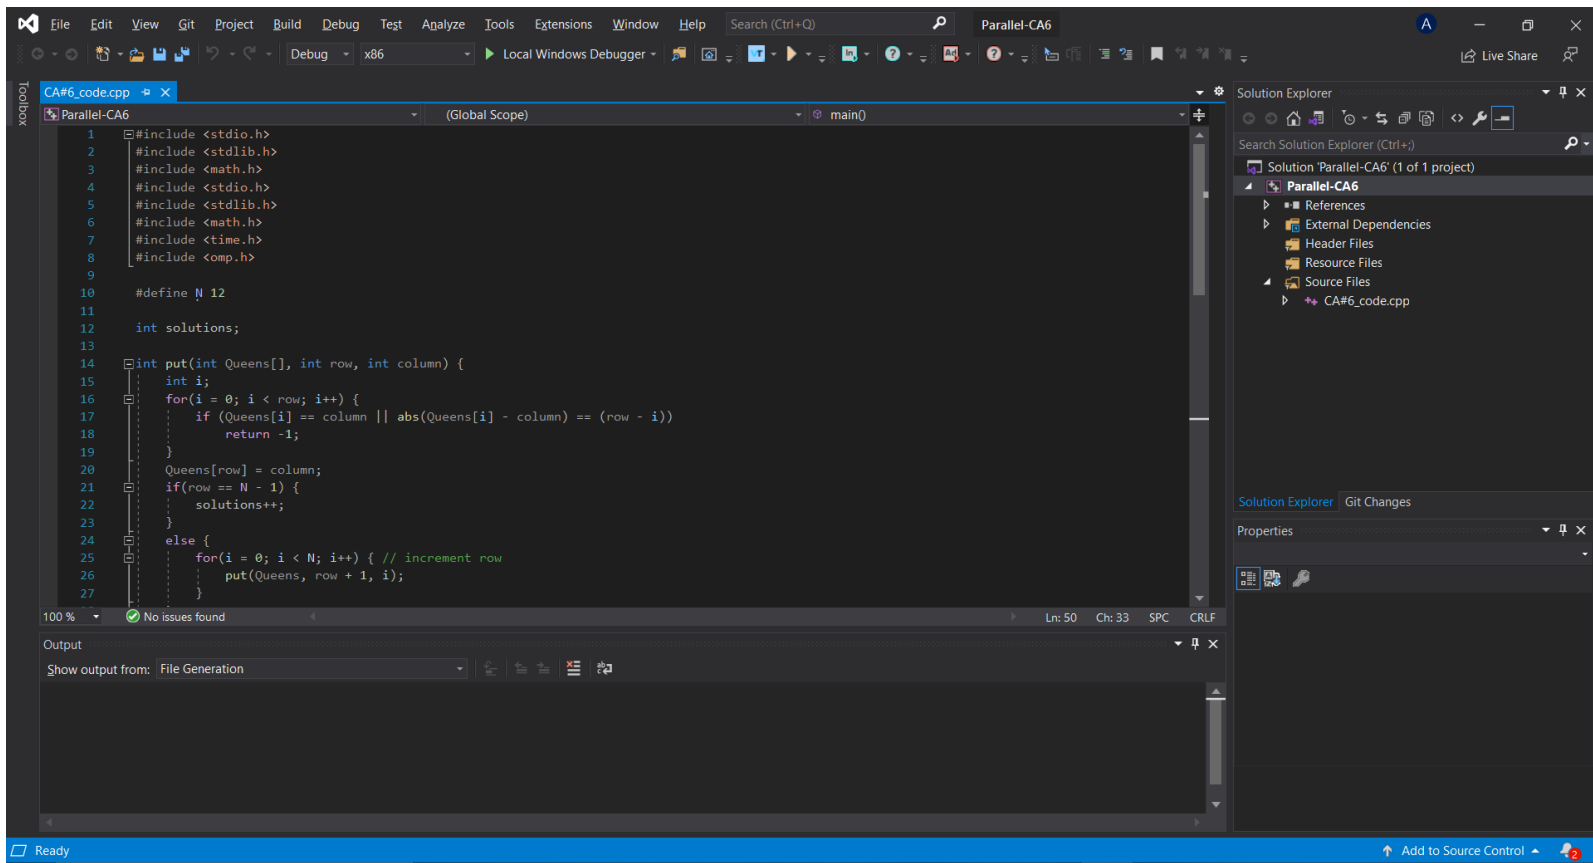 File Edit View Git Project Build Debug Test Analyze Tools Extensions Window Help Search (Ctrl+Q) Parallel-CA6 A
Debug x86 Local Windows Debugger Live Share
Toolbox
CA#6_code.cpp
Parallel-CA6 (Global Scope) main()
1 #include <stdio.h>
2 #include <stdlib.h>
3 #include <math.h>
4 #include <stdio.h>
5 #include <stdlib.h>
6 #include <math.h>
7 #include <time.h>
8 #include <omp.h>
9
10 #define N 12
11
12 int solutions;
13
14 int put(int Queens[], int row, int column) {
15 int i;
16 for(i = 0; i < row; i++) {
17 if (Queens[i] == column || abs(Queens[i] - column) == (row - i))
18 return -1;
19 }
20 Queens[row] = column;
21 if(row == N - 1) {
22 solutions++;
23 }
24 else {
25 for(i = 0; i < N; i++) { // increment row
26 put(Queens, row + 1, i);
27 }
100 % No issues found Ln: 50 Ch: 33 SPC CRLF
Output
Show output from: File Generation
Solution Explorer
Search Solution Explorer (Ctrl+;)
Solution 'Parallel-CA6' (1 of 1 project)
Parallel-CA6
References
External Dependencies
Header Files
Resource Files
Source Files
CA#6_code.cpp
Solution Explorer Git Changes
Properties
Ready Add to Source Control 2